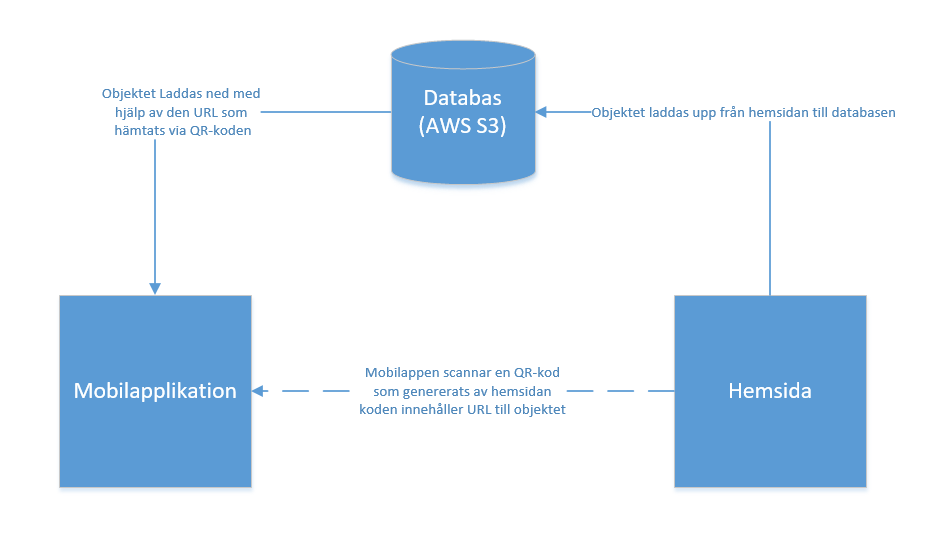 Objektet Laddas ned med
hjälp av den URL som
hämtats via QR-koden
Databas
(AWS S3)
Objektet laddas upp från hemsidan till databasen
Mobilapplikation
Mobilappen scannar en QR-kod
som genererats av hemsidan
koden innehåller URL till objektet
Hemsida